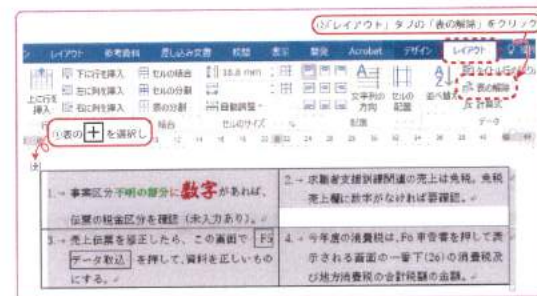 ②「レイアウト」タブの「表の解除」をクリック
レイアウト 参考資料 差し込み文書 校閲 表示 開発 Acrobat デザイン レイアウト
下に行を挿入 セルの結合 18.8 mm
上に行を 左に列を挿入 セルの分割 文字列の セルの 並べ替え 表の解除
挿入 右に列を挿入 表の分割 自動調整 方向 配置 計算式
結合 セルのサイズ 配置 データ
①表の を選択し
1. 事業区分不明の部分に数字があれば、
伝票の税金区分を確認（未入力あり）。
2. 求職者支援訓練関連の売上は免税。免税
売上欄に数字がなければ要確認。
3. 売上伝票を修正したら、この画面で F5
データ取込 を押して、資料を正しいもの
にする。
4. 今年度の消費税は、F6 申告書を押して表
示される画面の一番下(26)の消費税及
び地方消費税の合計税額の金額。